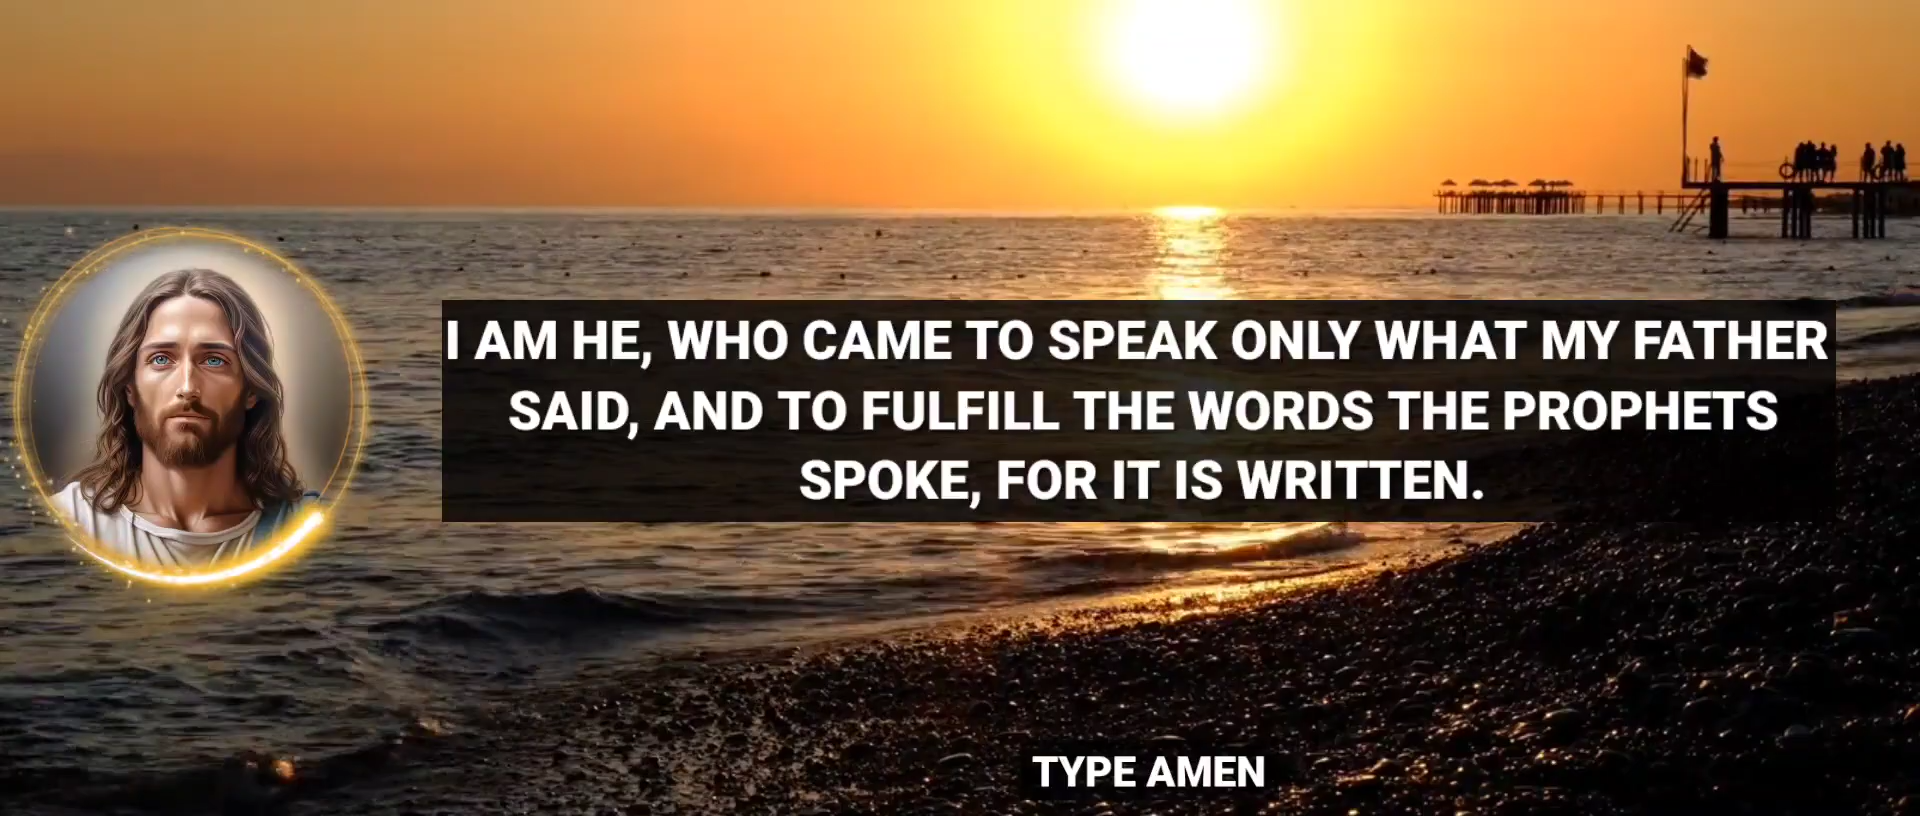 I AM HE, WHO CAME TO SPEAK ONLY WHAT MY FATHER
SAID, AND TO FULFILL THE WORDS THE PROPHETS
SPOKE, FOR IT IS WRITTEN.
TYPE AMEN